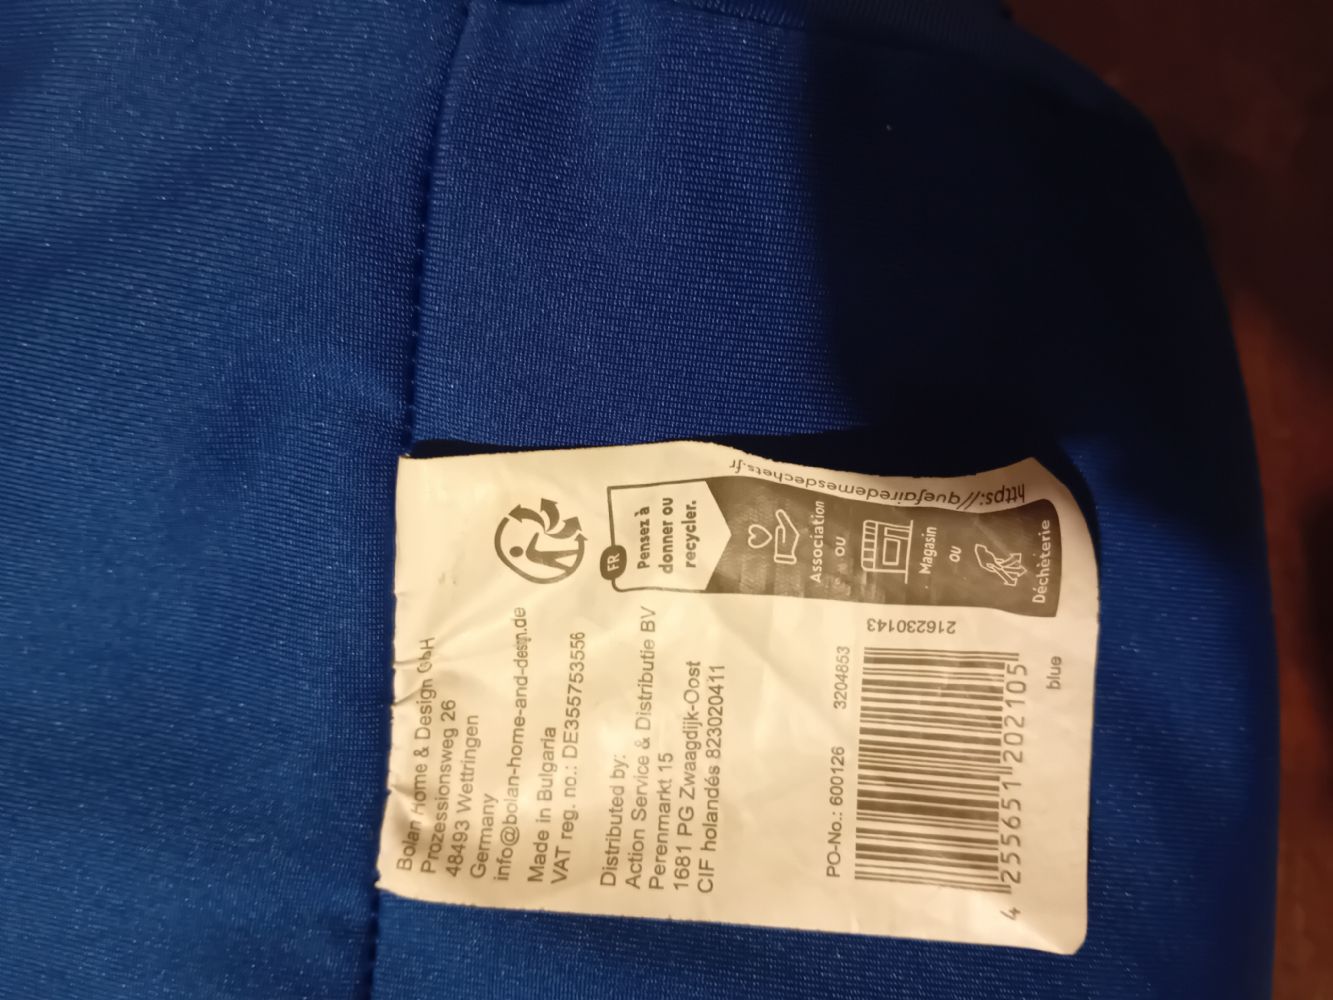 Bolan Home & Design GbH
Prozessionsweg 26
48493 Wettringen
Germany
info@bolan-home-and-desin.de
Made in Bulgaria
VAT reg. no.: DE355753556
Distributed by:
Action Service & Distributie BV
Perenmarkt 15
1681 PG Zwaagdijk-Oost
CIF holandés 823020411
PO-No.: 600126 3204853
4 255651 202105
blue
216230143
FR
Pensez à
donner ou
recycler.
Association
ou
Magasin
ou
Déchèterie
https://quefairedemesdechets.fr